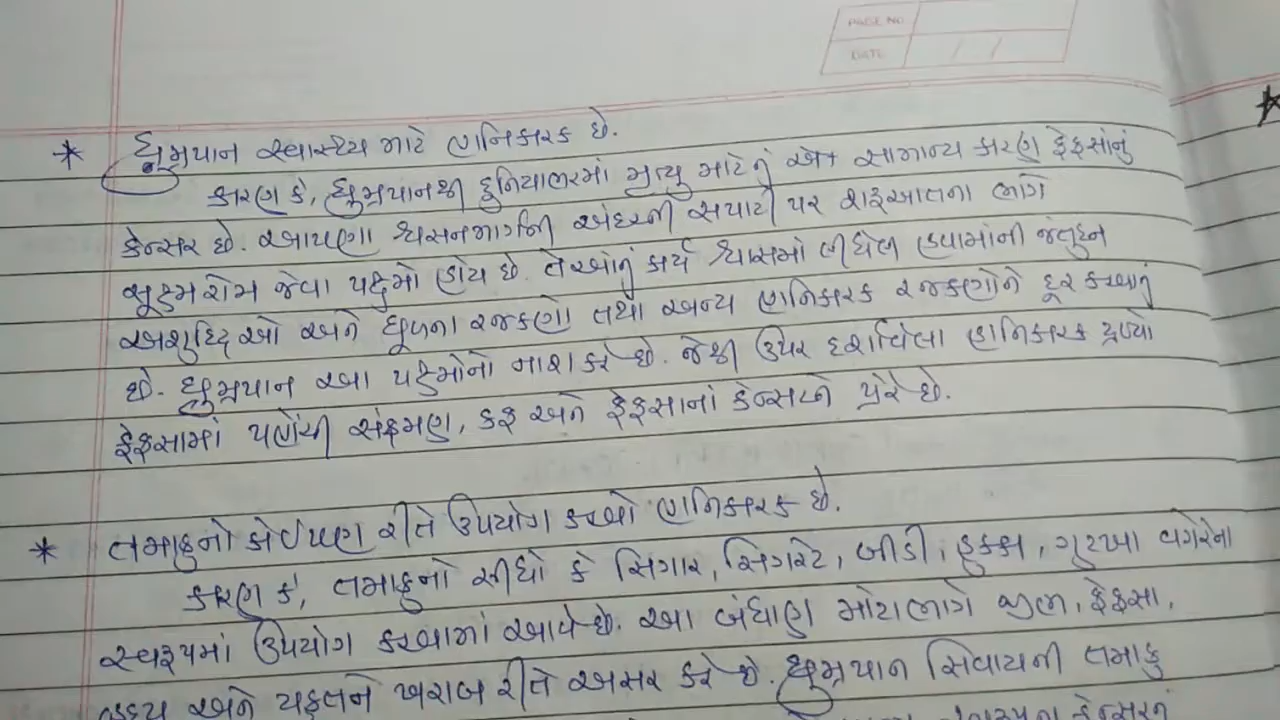 PAGE NO.
DATE / /
* ધુમ્રપાન સ્વાસ્થ્ય માટે હાનિકારક છે.
કારણ કે, ધુમ્રપાનથી દુનિયાભરમાં મૃત્યુ માટેનું એક સામાન્ય કારણ ફેફસાંનું
કેન્સર છે. આપણા શ્વસનમાર્ગની અંદરની સપાટી પર શરૂઆતના ભાગે
સૂક્ષ્મ રોમ જેવા પક્ષ્મો હોય છે. તેઓનું કાર્ય શ્વાસમાં લીધેલ હવામાંની જંતુઘ્ન
અશુદ્ધિઓ અને ધૂળના રજકણો તથા અન્ય હાનિકારક રજકણોને દૂર કરવાનું
છે. ધુમ્રપાન આ પક્ષ્મોનો નાશ કરે છે. જેથી ઉપર દર્શાવેલા હાનિકારક દ્રવ્યો
ફેફસામાં પહોંચી સંક્રમણ, કફ અને ફેફસાનાં કેન્સરને પ્રેરે છે.
* તમાકુનો કોઈપણ રીતે ઉપયોગ કરવો હાનિકારક છે.
કારણ કે, તમાકુનો સીધો કે સિગાર, સિગારેટ, બીડી, હુક્કા, ગુટખા વગેરેના
સ્વરૂપમાં ઉપયોગ કરવામાં આવે છે. આ બંધાણ મોટાભાગે જીભ, ફેફસા,
હૃદય અને યકૃતને ખરાબ રીતે અસર કરે છે. ધુમ્રપાન સિવાયની તમાકુ